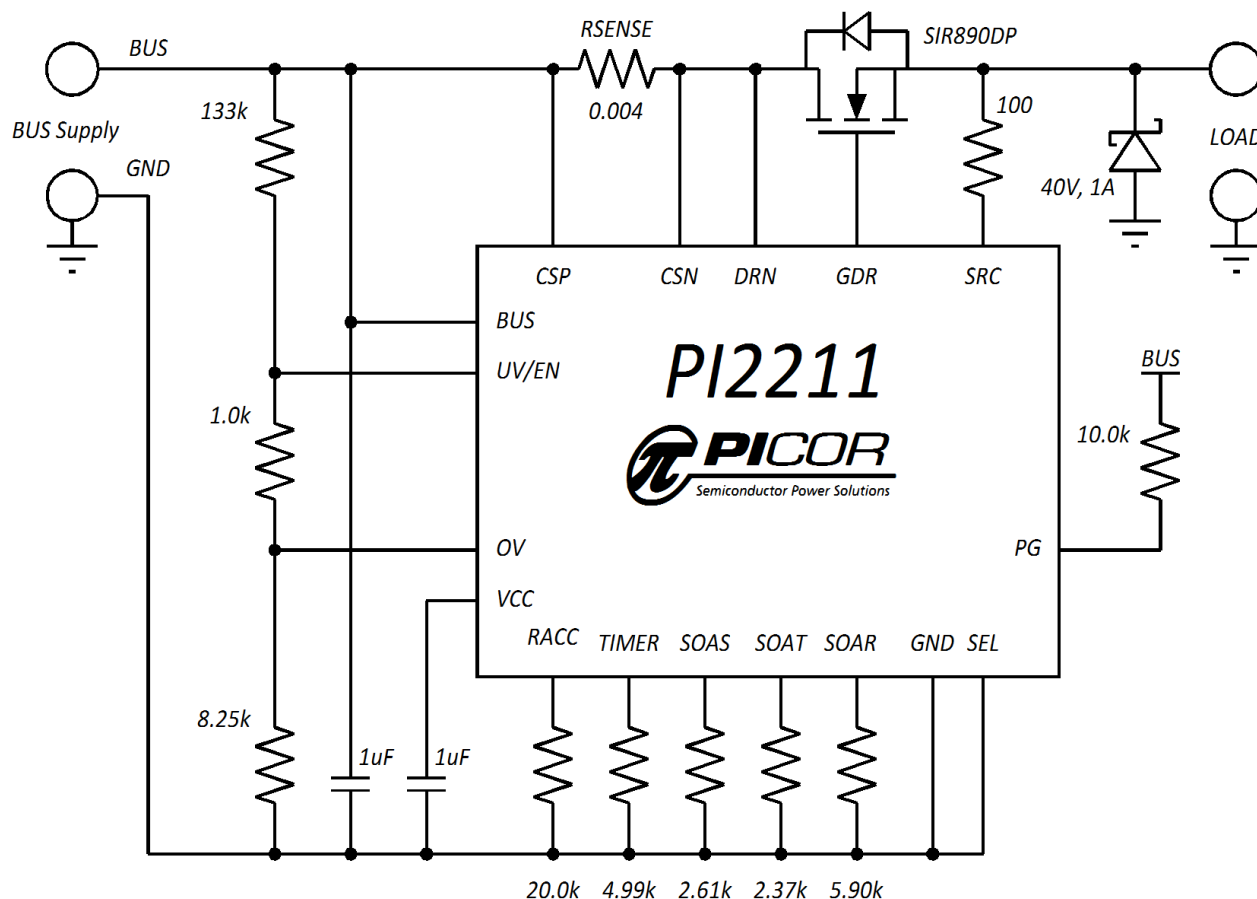 RSENSE
SIR890DP
BUS
133k
0.004
100
BUS Supply
GND
LOAD
40V, 1A
CSP
CSN
DRN
GDR
SRC
BUS
UV/EN
PI2211
BUS
1.0k
10.0k
π PICOR
Semiconductor Power Solutions
OV
PG
VCC
RACC
TIMER
SOAS
SOAT
SOAR
GND
SEL
8.25k
1uF
1uF
20.0k
4.99k
2.61k
2.37k
5.90k